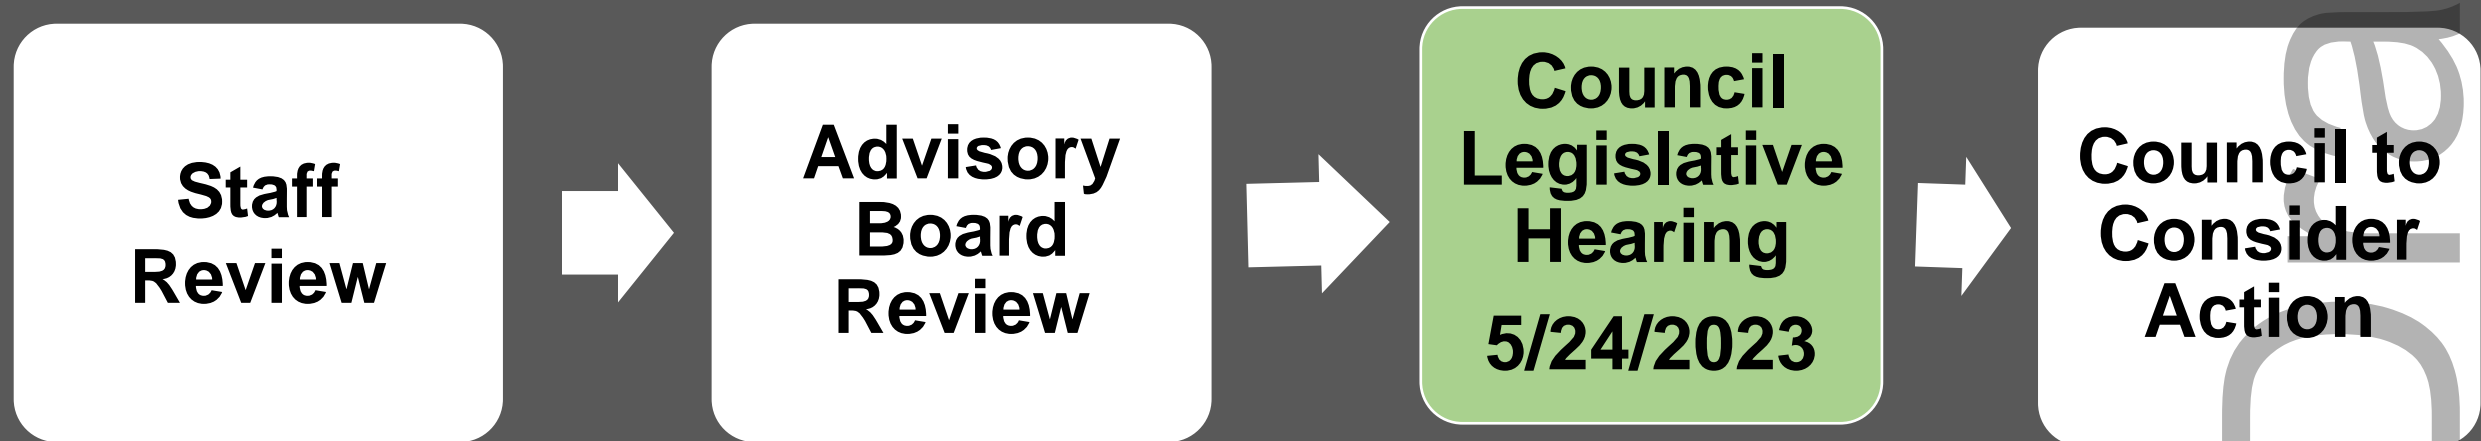 Staff
Review
Advisory
Board
Review
Council
Legislative
Hearing
5/24/2023
Council to
Consider
Action